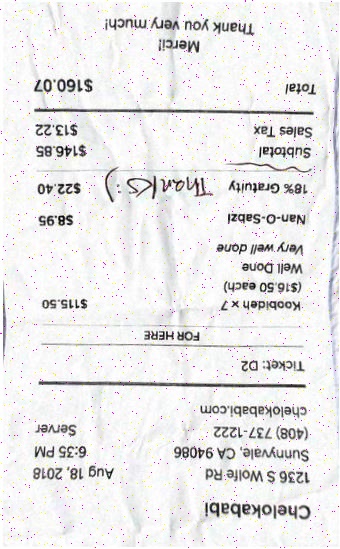 Chelokababi
1236 S Wolfe Rd Aug 18, 2018
Sunnyvale, CA 94086 6:35 PM
(408) 737-1222 Server
chelokababi.com
Ticket: D2
FOR HERE
Koobideh x 7 $115.50
($16.50 each)
Well Done
Very well done
Nan-O-Sabzi $8.95
18% Gratuity Thanks :) $22.40
Subtotal $146.85
Sales Tax $13.22
Total $160.07
Merci!
Thank you very much!